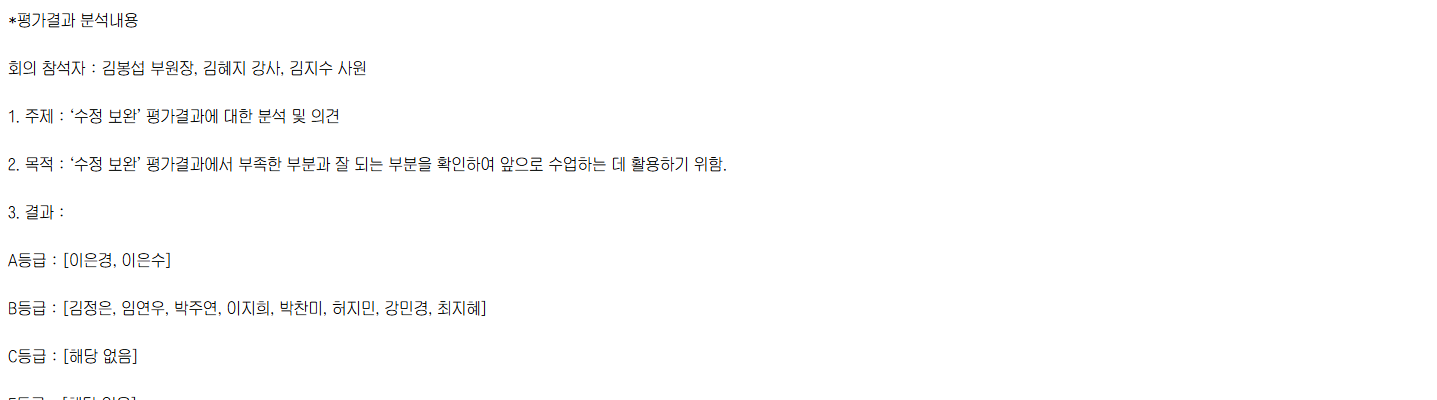 *평가결과 분석내용
회의 참석자 : 김봉섭 부원장, 김혜지 강사, 김지수 사원
1. 주제 : ‘수정 보완’ 평가결과에 대한 분석 및 의견
2. 목적 : ‘수정 보완’ 평가결과에서 부족한 부분과 잘 되는 부분을 확인하여 앞으로 수업하는 데 활용하기 위함.
3. 결과 :
A등급 : [이은경, 이은수]
B등급 : [김정은, 임연우, 박주연, 이지희, 박찬미, 허지민, 강민경, 최지혜]
C등급 : [해당 없음]